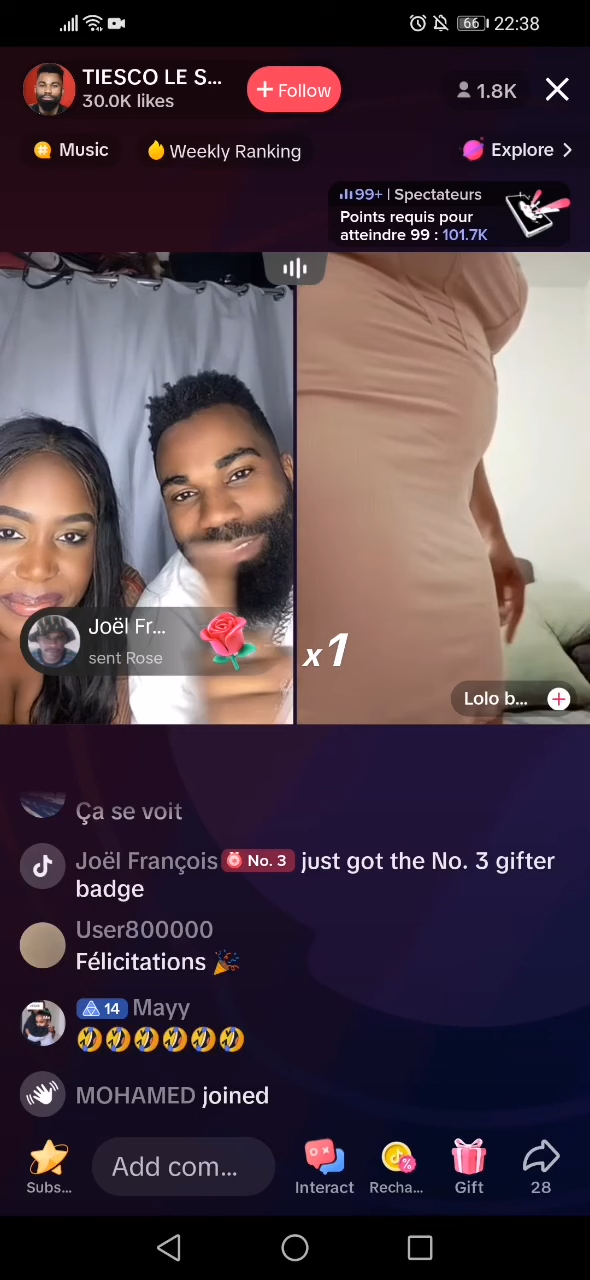 66 22:38
TIESCO LE S...
30.0K likes
+ Follow
1.8K
Music
Weekly Ranking
Explore
99+ | Spectateurs
Points requis pour
atteindre 99 : 101.7K
Joël Fr...
sent Rose
x1
Lolo b...
Ça se voit
Joël François No. 3 just got the No. 3 gifter
badge
User800000
Félicitations 🎉
14 Mayy
🤣🤣🤣🤣🤣🤣
MOHAMED joined
Subs...
Add com...
Interact
Recha...
Gift
28